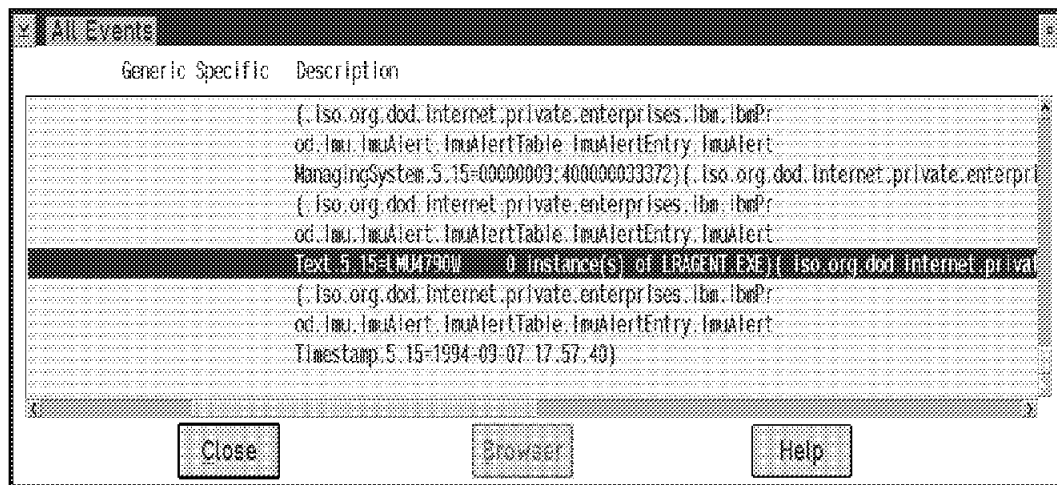 All Events
Generic Specific Description
{.iso.org.dod.internet.private.enterprises.ibm.ibmPr
od.lmu.lmuAlert.lmuAlertTable.lmuAlertEntry.lmuAlert
ManagingSystem.5.15=00000009:400000033372}{.iso.org.dod.internet.private.enterpri
{.iso.org.dod.internet.private.enterprises.ibm.ibmPr
od.lmu.lmuAlert.lmuAlertTable.lmuAlertEntry.lmuAlert
Text.5.15=LMU4790W 0 instance(s) of LRAGENT.EXE}{.iso.org.dod.internet.privat
{.iso.org.dod.internet.private.enterprises.ibm.ibmPr
od.lmu.lmuAlert.lmuAlertTable.lmuAlertEntry.lmuAlert
Timestamp.5.15=1994-09-07 17.57.40}
Close Browser Help